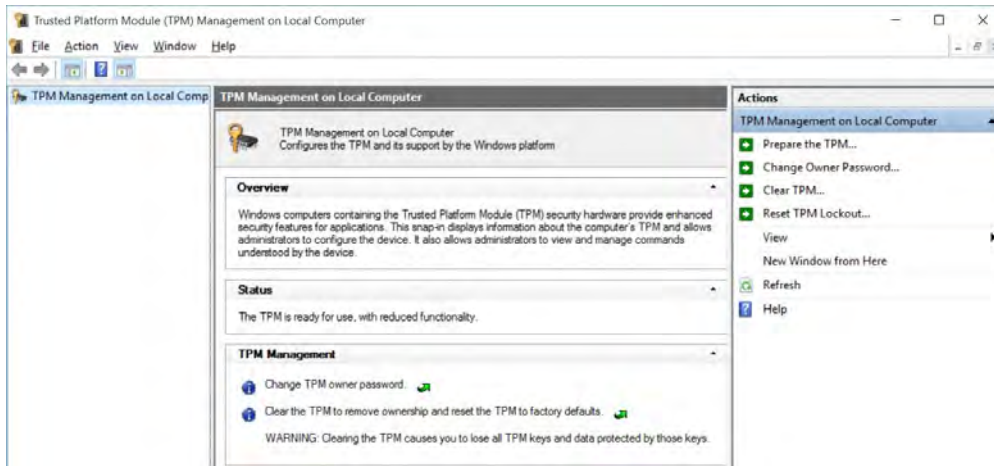 Trusted Platform Module (TPM) Management on Local Computer
File Action View Window Help
TPM Management on Local Comp
TPM Management on Local Computer
TPM Management on Local Computer
Configures the TPM and its support by the Windows platform
Overview
Windows computers containing the Trusted Platform Module (TPM) security hardware provide enhanced
security features for applications. This snap-in displays information about the computer's TPM and allows
administrators to configure the device. It also allows administrators to view and manage commands
understood by the device.
Status
The TPM is ready for use, with reduced functionality.
TPM Management
Change TPM owner password.
Clear the TPM to remove ownership and reset the TPM to factory defaults.
WARNING: Clearing the TPM causes you to lose all TPM keys and data protected by those keys.
Actions
TPM Management on Local Computer
Prepare the TPM...
Change Owner Password...
Clear TPM...
Reset TPM Lockout...
View
New Window from Here
Refresh
Help